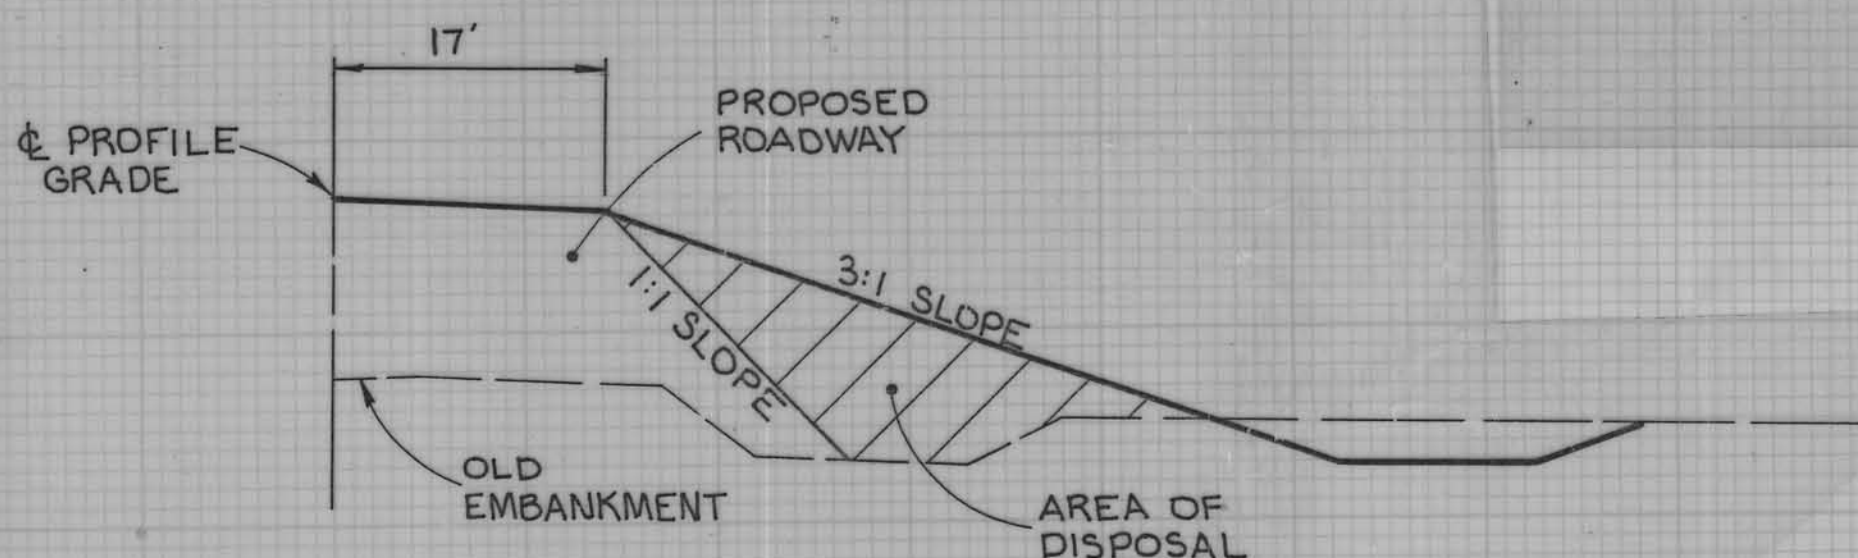 17'
℄ PROFILE
GRADE
PROPOSED
ROADWAY
3:1 SLOPE
1:1 SLOPE
OLD
EMBANKMENT
AREA OF
DISPOSAL